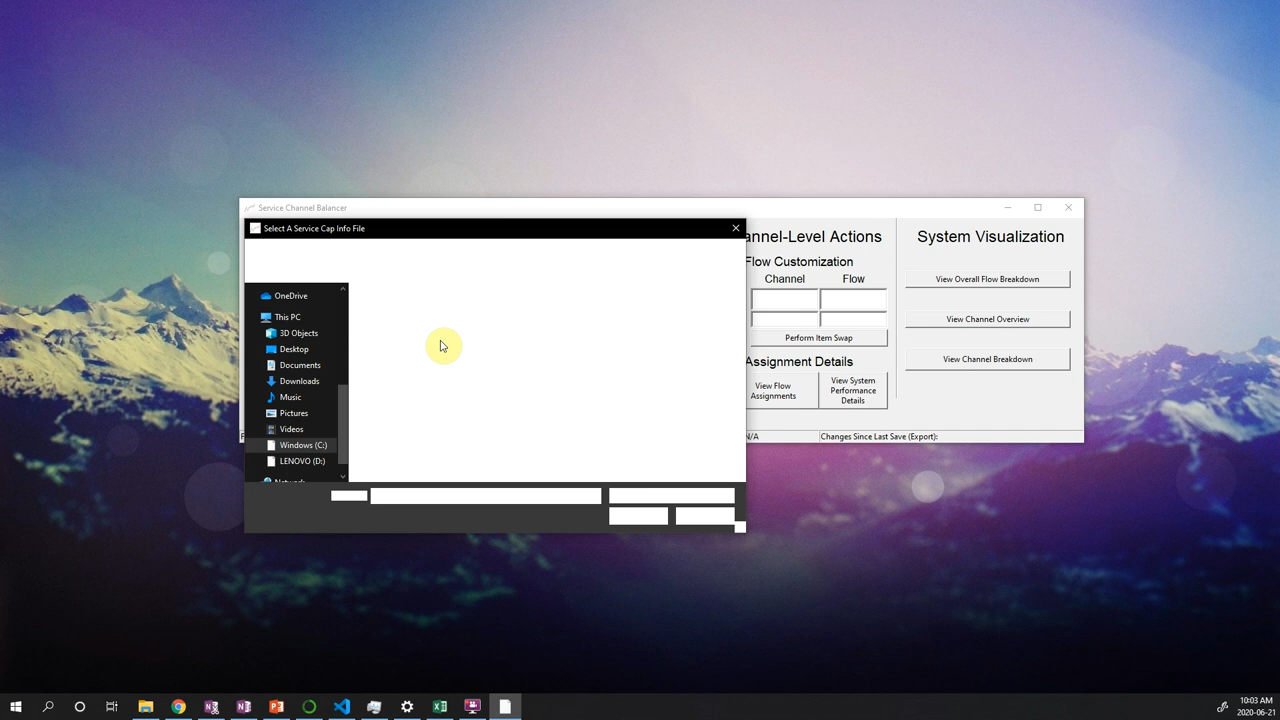 Service Channel Balancer
Select A Service Cap Info File
OneDrive
This PC
3D Objects
Desktop
Documents
Downloads
Music
Pictures
Videos
Windows (C:)
LENOVO (D:)
Network
annel-Level Actions
Flow Customization
Channel Flow
Perform Item Swap
Assignment Details
View Flow
Assignments
View System
Performance
Details
System Visualization
View Overall Flow Breakdown
View Channel Overview
View Channel Breakdown
/A
Changes Since Last Save (Export):
10:03 AM
2020-06-21